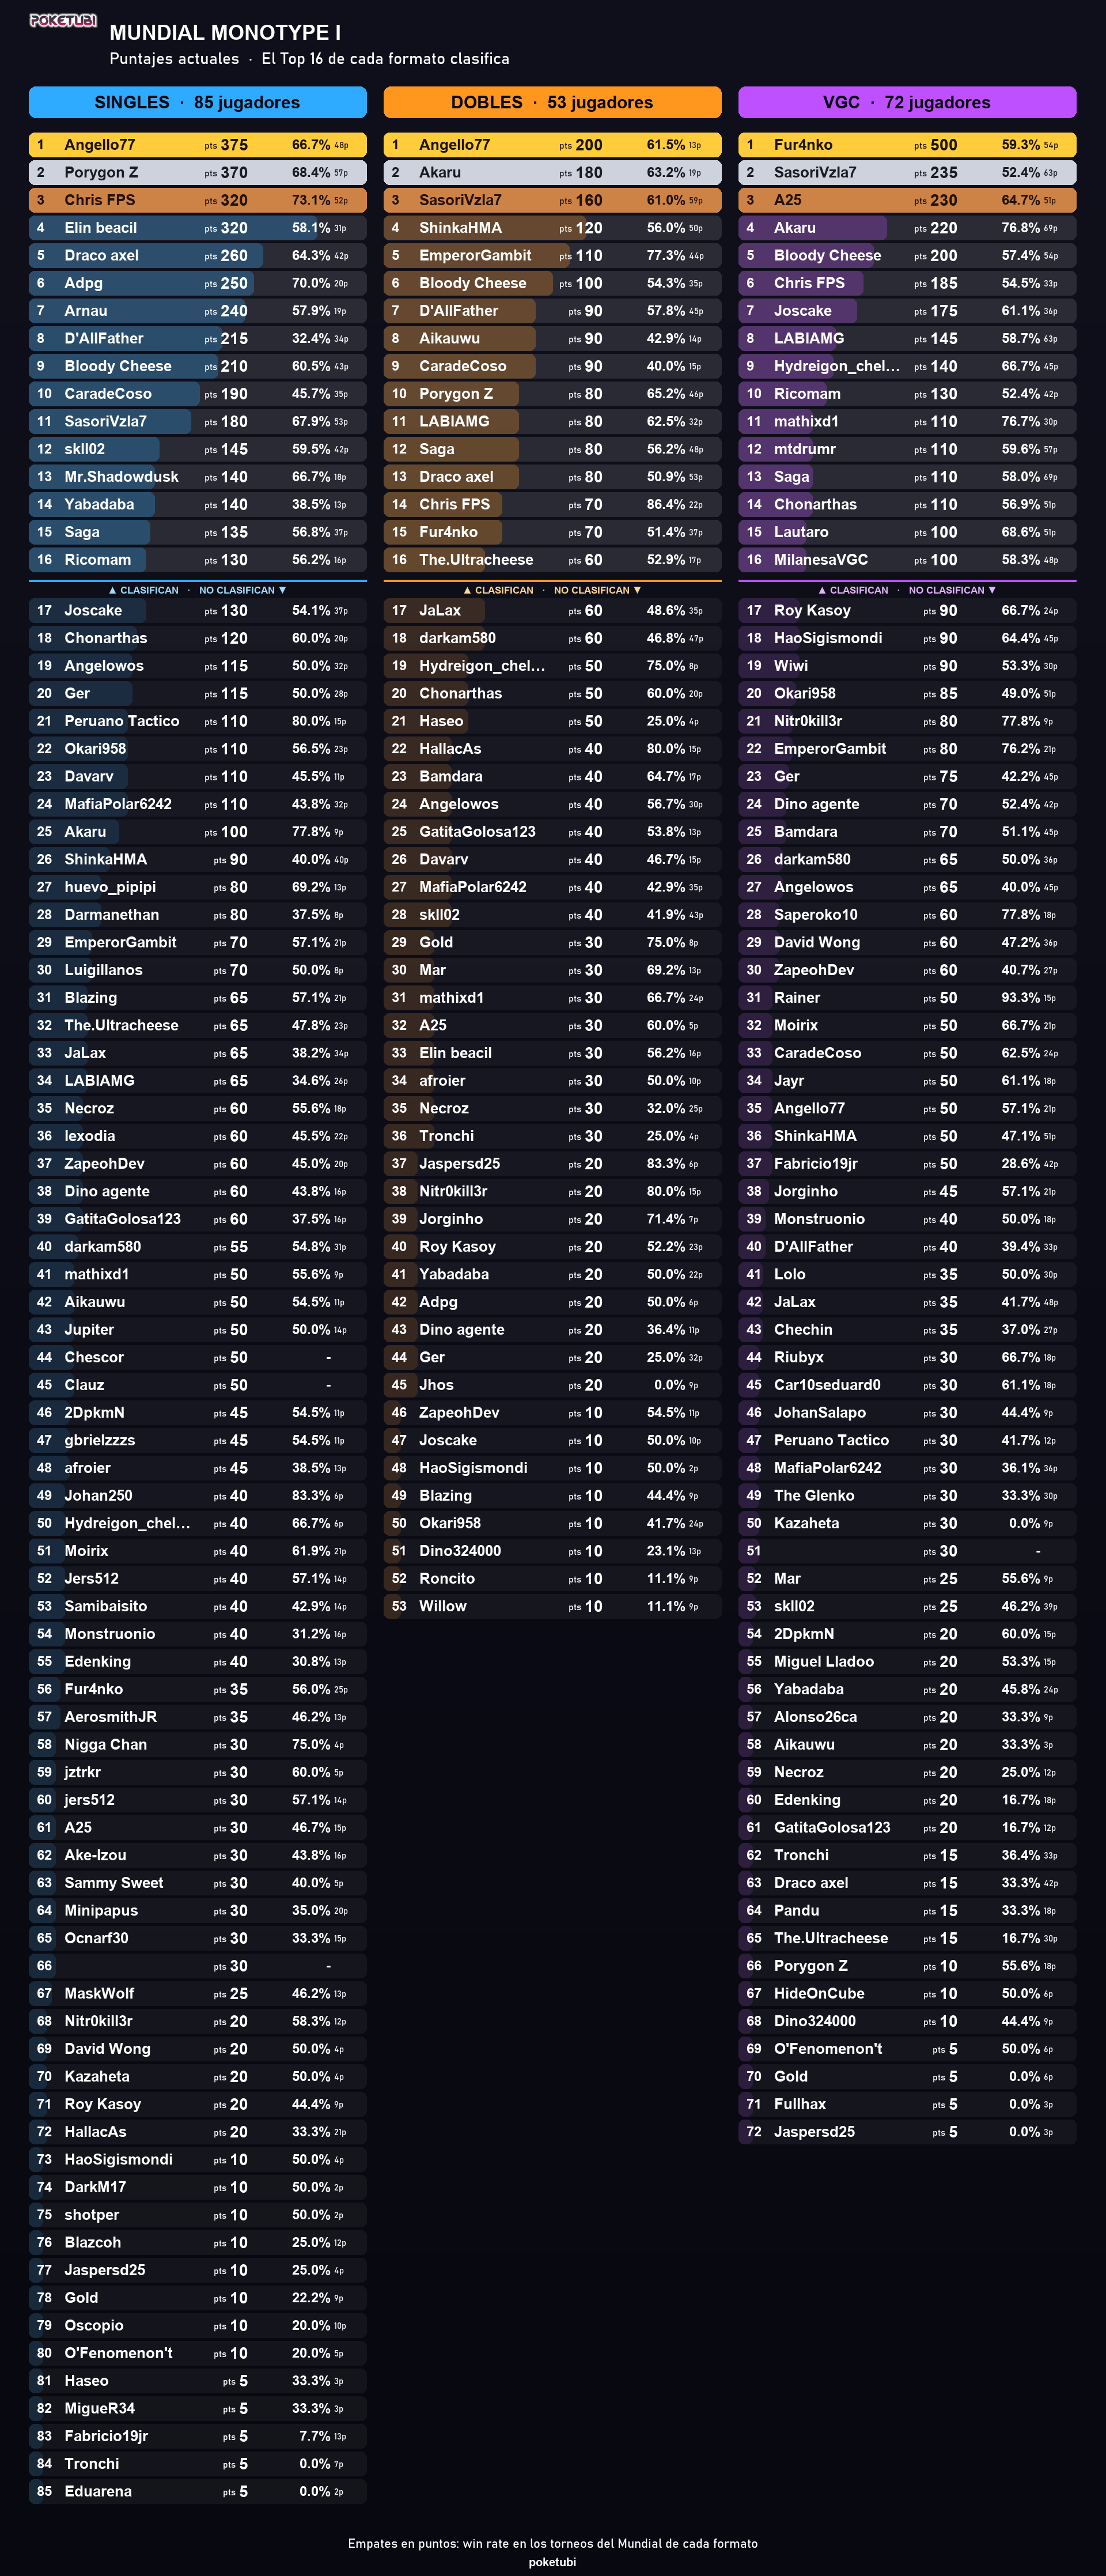 POKETUBI
MUNDIAL MONOTYPE I
Puntajes actuales · El Top 16 de cada formato clasifica
SINGLES · 85 jugadores
1 Angello77 pts 375 66.7% 48p
2 Porygon Z pts 370 68.4% 57p
3 Chris FPS pts 320 73.1% 52p
4 Elin beacil pts 320 58.1% 31p
5 Draco axel pts 260 64.3% 42p
6 Adpg pts 250 70.0% 20p
7 Arnau pts 240 57.9% 19p
8 D'AllFather pts 215 32.4% 34p
9 Bloody Cheese pts 210 60.5% 43p
10 CaradeCoso pts 190 45.7% 35p
11 SasoriVzla7 pts 180 67.9% 53p
12 skll02 pts 145 59.5% 42p
13 Mr.Shadowdusk pts 140 66.7% 18p
14 Yabadaba pts 140 38.5% 13p
15 Saga pts 135 56.8% 37p
16 Ricomam pts 130 56.2% 16p
▲ CLASIFICAN · NO CLASIFICAN ▼
17 Joscake pts 130 54.1% 37p
18 Chonarthas pts 120 60.0% 20p
19 Angelowos pts 115 50.0% 32p
20 Ger pts 115 50.0% 28p
21 Peruano Tactico pts 110 80.0% 15p
22 Okari958 pts 110 56.5% 23p
23 Davarv pts 110 45.5% 11p
24 MafiaPolar6242 pts 110 43.8% 32p
25 Akaru pts 100 77.8% 9p
26 ShinkaHMA pts 90 40.0% 40p
27 huevo_pipipi pts 80 69.2% 13p
28 Darmanethan pts 80 37.5% 8p
29 EmperorGambit pts 70 57.1% 21p
30 Luigillanos pts 70 50.0% 8p
31 Blazing pts 65 57.1% 21p
32 The.Ultracheese pts 65 47.8% 23p
33 JaLax pts 65 38.2% 34p
34 LABIAMG pts 65 34.6% 26p
35 Necroz pts 60 55.6% 18p
36 lexodia pts 60 45.5% 22p
37 ZapeohDev pts 60 45.0% 20p
38 Dino agente pts 60 43.8% 16p
39 GatitaGolosa123 pts 60 37.5% 16p
40 darkam580 pts 55 54.8% 31p
41 mathixd1 pts 50 55.6% 9p
42 Aikauwu pts 50 54.5% 11p
43 Jupiter pts 50 50.0% 14p
44 Chescor pts 50 -
45 Clauz pts 50 -
46 2DpkmN pts 45 54.5% 11p
47 gbrielzzzs pts 45 54.5% 11p
48 afroier pts 45 38.5% 13p
49 Johan250 pts 40 83.3% 6p
50 Hydreigon_chel... pts 40 66.7% 6p
51 Moirix pts 40 61.9% 21p
52 Jers512 pts 40 57.1% 14p
53 Samibaisito pts 40 42.9% 14p
54 Monstruonio pts 40 31.2% 16p
55 Edenking pts 40 30.8% 13p
56 Fur4nko pts 35 56.0% 25p
57 AerosmithJR pts 35 46.2% 13p
58 Nigga Chan pts 30 75.0% 4p
59 jztrkr pts 30 60.0% 5p
60 jers512 pts 30 57.1% 14p
61 A25 pts 30 46.7% 15p
62 Ake-Izou pts 30 43.8% 16p
63 Sammy Sweet pts 30 40.0% 5p
64 Minipapus pts 30 35.0% 20p
65 Ocnarf30 pts 30 33.3% 15p
66 pts 30 -
67 MaskWolf pts 25 46.2% 13p
68 Nitr0kill3r pts 20 58.3% 12p
69 David Wong pts 20 50.0% 4p
70 Kazaheta pts 20 50.0% 4p
71 Roy Kasoy pts 20 44.4% 9p
72 HallacAs pts 20 33.3% 21p
73 HaoSigismondi pts 10 50.0% 4p
74 DarkM17 pts 10 50.0% 2p
75 shotper pts 10 50.0% 2p
76 Blazcoh pts 10 25.0% 12p
77 Jaspersd25 pts 10 25.0% 4p
78 Gold pts 10 22.2% 9p
79 Oscopio pts 10 20.0% 10p
80 O'Fenomenon't pts 10 20.0% 5p
81 Haseo pts 5 33.3% 3p
82 MigueR34 pts 5 33.3% 3p
83 Fabricio19jr pts 5 7.7% 13p
84 Tronchi pts 5 0.0% 7p
85 Eduarena pts 5 0.0% 2p
DOBLES · 53 jugadores
1 Angello77 pts 200 61.5% 13p
2 Akaru pts 180 63.2% 19p
3 SasoriVzla7 pts 160 61.0% 59p
4 ShinkaHMA pts 120 56.0% 50p
5 EmperorGambit pts 110 77.3% 44p
6 Bloody Cheese pts 100 54.3% 35p
7 D'AllFather pts 90 57.8% 45p
8 Aikauwu pts 90 42.9% 14p
9 CaradeCoso pts 90 40.0% 15p
10 Porygon Z pts 80 65.2% 46p
11 LABIAMG pts 80 62.5% 32p
12 Saga pts 80 56.2% 48p
13 Draco axel pts 80 50.9% 53p
14 Chris FPS pts 70 86.4% 22p
15 Fur4nko pts 70 51.4% 37p
16 The.Ultracheese pts 60 52.9% 17p
▲ CLASIFICAN · NO CLASIFICAN ▼
17 JaLax pts 60 48.6% 35p
18 darkam580 pts 60 46.8% 47p
19 Hydreigon_chel... pts 50 75.0% 8p
20 Chonarthas pts 50 60.0% 20p
21 Haseo pts 50 25.0% 4p
22 HallacAs pts 40 80.0% 15p
23 Bamdara pts 40 64.7% 17p
24 Angelowos pts 40 56.7% 30p
25 GatitaGolosa123 pts 40 53.8% 13p
26 Davarv pts 40 46.7% 15p
27 MafiaPolar6242 pts 40 42.9% 35p
28 skll02 pts 40 41.9% 43p
29 Gold pts 30 75.0% 8p
30 Mar pts 30 69.2% 13p
31 mathixd1 pts 30 66.7% 24p
32 A25 pts 30 60.0% 5p
33 Elin beacil pts 30 56.2% 16p
34 afroier pts 30 50.0% 10p
35 Necroz pts 30 32.0% 25p
36 Tronchi pts 30 25.0% 4p
37 Jaspersd25 pts 20 83.3% 6p
38 Nitr0kill3r pts 20 80.0% 15p
39 Jorginho pts 20 71.4% 7p
40 Roy Kasoy pts 20 52.2% 23p
41 Yabadaba pts 20 50.0% 22p
42 Adpg pts 20 50.0% 6p
43 Dino agente pts 20 36.4% 11p
44 Ger pts 20 25.0% 32p
45 Jhos pts 20 0.0% 9p
46 ZapeohDev pts 10 54.5% 11p
47 Joscake pts 10 50.0% 10p
48 HaoSigismondi pts 10 50.0% 2p
49 Blazing pts 10 44.4% 9p
50 Okari958 pts 10 41.7% 24p
51 Dino324000 pts 10 23.1% 13p
52 Roncito pts 10 11.1% 9p
53 Willow pts 10 11.1% 9p
VGC · 72 jugadores
1 Fur4nko pts 500 59.3% 54p
2 SasoriVzla7 pts 235 52.4% 63p
3 A25 pts 230 64.7% 51p
4 Akaru pts 220 76.8% 69p
5 Bloody Cheese pts 200 57.4% 54p
6 Chris FPS pts 185 54.5% 33p
7 Joscake pts 175 61.1% 36p
8 LABIAMG pts 145 58.7% 63p
9 Hydreigon_chel... pts 140 66.7% 45p
10 Ricomam pts 130 52.4% 42p
11 mathixd1 pts 110 76.7% 30p
12 mtdrumr pts 110 59.6% 57p
13 Saga pts 110 58.0% 69p
14 Chonarthas pts 110 56.9% 51p
15 Lautaro pts 100 68.6% 51p
16 MilanesaVGC pts 100 58.3% 48p
▲ CLASIFICAN · NO CLASIFICAN ▼
17 Roy Kasoy pts 90 66.7% 24p
18 HaoSigismondi pts 90 64.4% 45p
19 Wiwi pts 90 53.3% 30p
20 Okari958 pts 85 49.0% 51p
21 Nitr0kill3r pts 80 77.8% 9p
22 EmperorGambit pts 80 76.2% 21p
23 Ger pts 75 42.2% 45p
24 Dino agente pts 70 52.4% 42p
25 Bamdara pts 70 51.1% 45p
26 darkam580 pts 65 50.0% 36p
27 Angelowos pts 65 40.0% 45p
28 Saperoko10 pts 60 77.8% 18p
29 David Wong pts 60 47.2% 36p
30 ZapeohDev pts 60 40.7% 27p
31 Rainer pts 50 93.3% 15p
32 Moirix pts 50 66.7% 21p
33 CaradeCoso pts 50 62.5% 24p
34 Jayr pts 50 61.1% 18p
35 Angello77 pts 50 57.1% 21p
36 ShinkaHMA pts 50 47.1% 51p
37 Fabricio19jr pts 50 28.6% 42p
38 Jorginho pts 45 57.1% 21p
39 Monstruonio pts 40 50.0% 18p
40 D'AllFather pts 40 39.4% 33p
41 Lolo pts 35 50.0% 30p
42 JaLax pts 35 41.7% 48p
43 Chechin pts 35 37.0% 27p
44 Riubyx pts 30 66.7% 18p
45 Car10seduard0 pts 30 61.1% 18p
46 JohanSalapo pts 30 44.4% 9p
47 Peruano Tactico pts 30 41.7% 12p
48 MafiaPolar6242 pts 30 36.1% 36p
49 The Glenko pts 30 33.3% 30p
50 Kazaheta pts 30 0.0% 9p
51 pts 30 -
52 Mar pts 25 55.6% 9p
53 skll02 pts 25 46.2% 39p
54 2DpkmN pts 20 60.0% 15p
55 Miguel Lladoo pts 20 53.3% 15p
56 Yabadaba pts 20 45.8% 24p
57 Alonso26ca pts 20 33.3% 9p
58 Aikauwu pts 20 33.3% 3p
59 Necroz pts 20 25.0% 12p
60 Edenking pts 20 16.7% 18p
61 GatitaGolosa123 pts 20 16.7% 12p
62 Tronchi pts 15 36.4% 33p
63 Draco axel pts 15 33.3% 42p
64 Pandu pts 15 33.3% 18p
65 The.Ultracheese pts 15 16.7% 30p
66 Porygon Z pts 10 55.6% 18p
67 HideOnCube pts 10 50.0% 6p
68 Dino324000 pts 10 44.4% 9p
69 O'Fenomenon't pts 5 50.0% 6p
70 Gold pts 5 0.0% 6p
71 Fullhax pts 5 0.0% 3p
72 Jaspersd25 pts 5 0.0% 3p
Empates en puntos: win rate en los torneos del Mundial de cada formato
poketubi